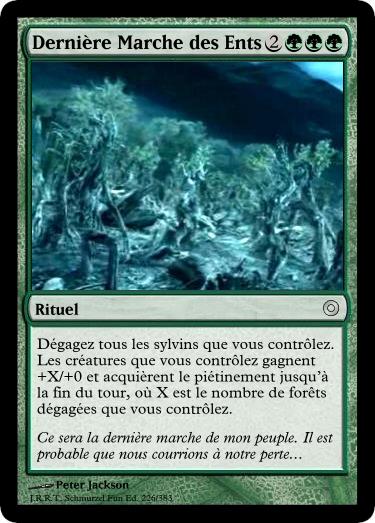 Dernière Marche des Ents 2
Rituel
Dégagez tous les sylvins que vous contrôlez.
Les créatures que vous contrôlez gagnent
+X/+0 et acquièrent le piétinement jusqu'à
la fin du tour, où X est le nombre de forêts
dégagées que vous contrôlez.
Ce sera la dernière marche de mon peuple. Il est
probable que nous courrions à notre perte…
Peter Jackson
J.R.R.T. Schnurzel Fun Ed. 226/383